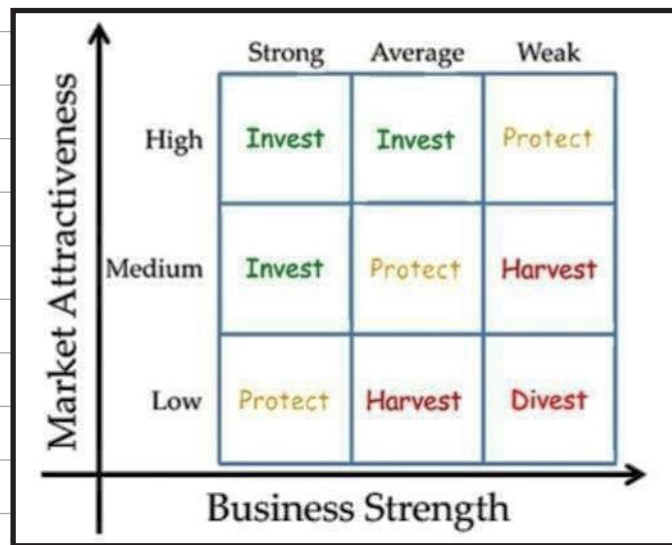 Market Attractiveness
Strong Average Weak
High Invest Invest Protect
Medium Invest Protect Harvest
Low Protect Harvest Divest
Business Strength